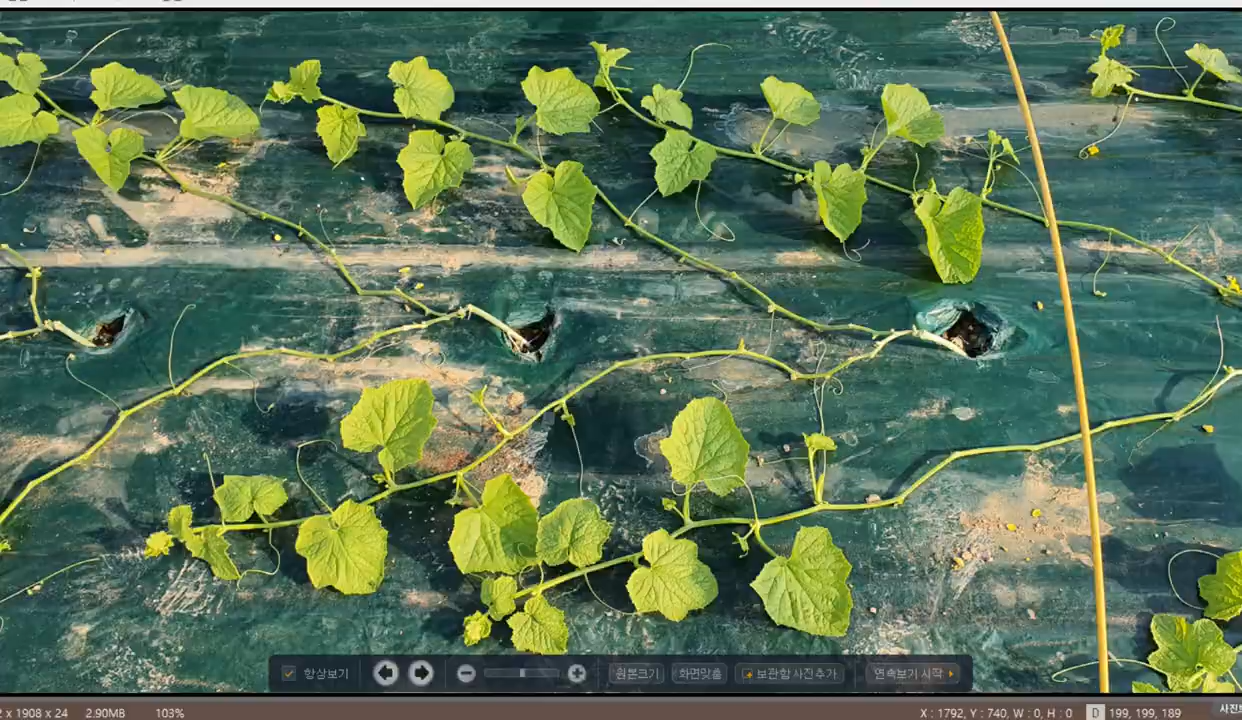 항상보기 원본크기 화면맞춤 보관함 사진추가 연속보기 시작
x 1908 x 24 2.90MB 103% X : 1792, Y : 740, W : 0, H : 0 D 199, 199, 189